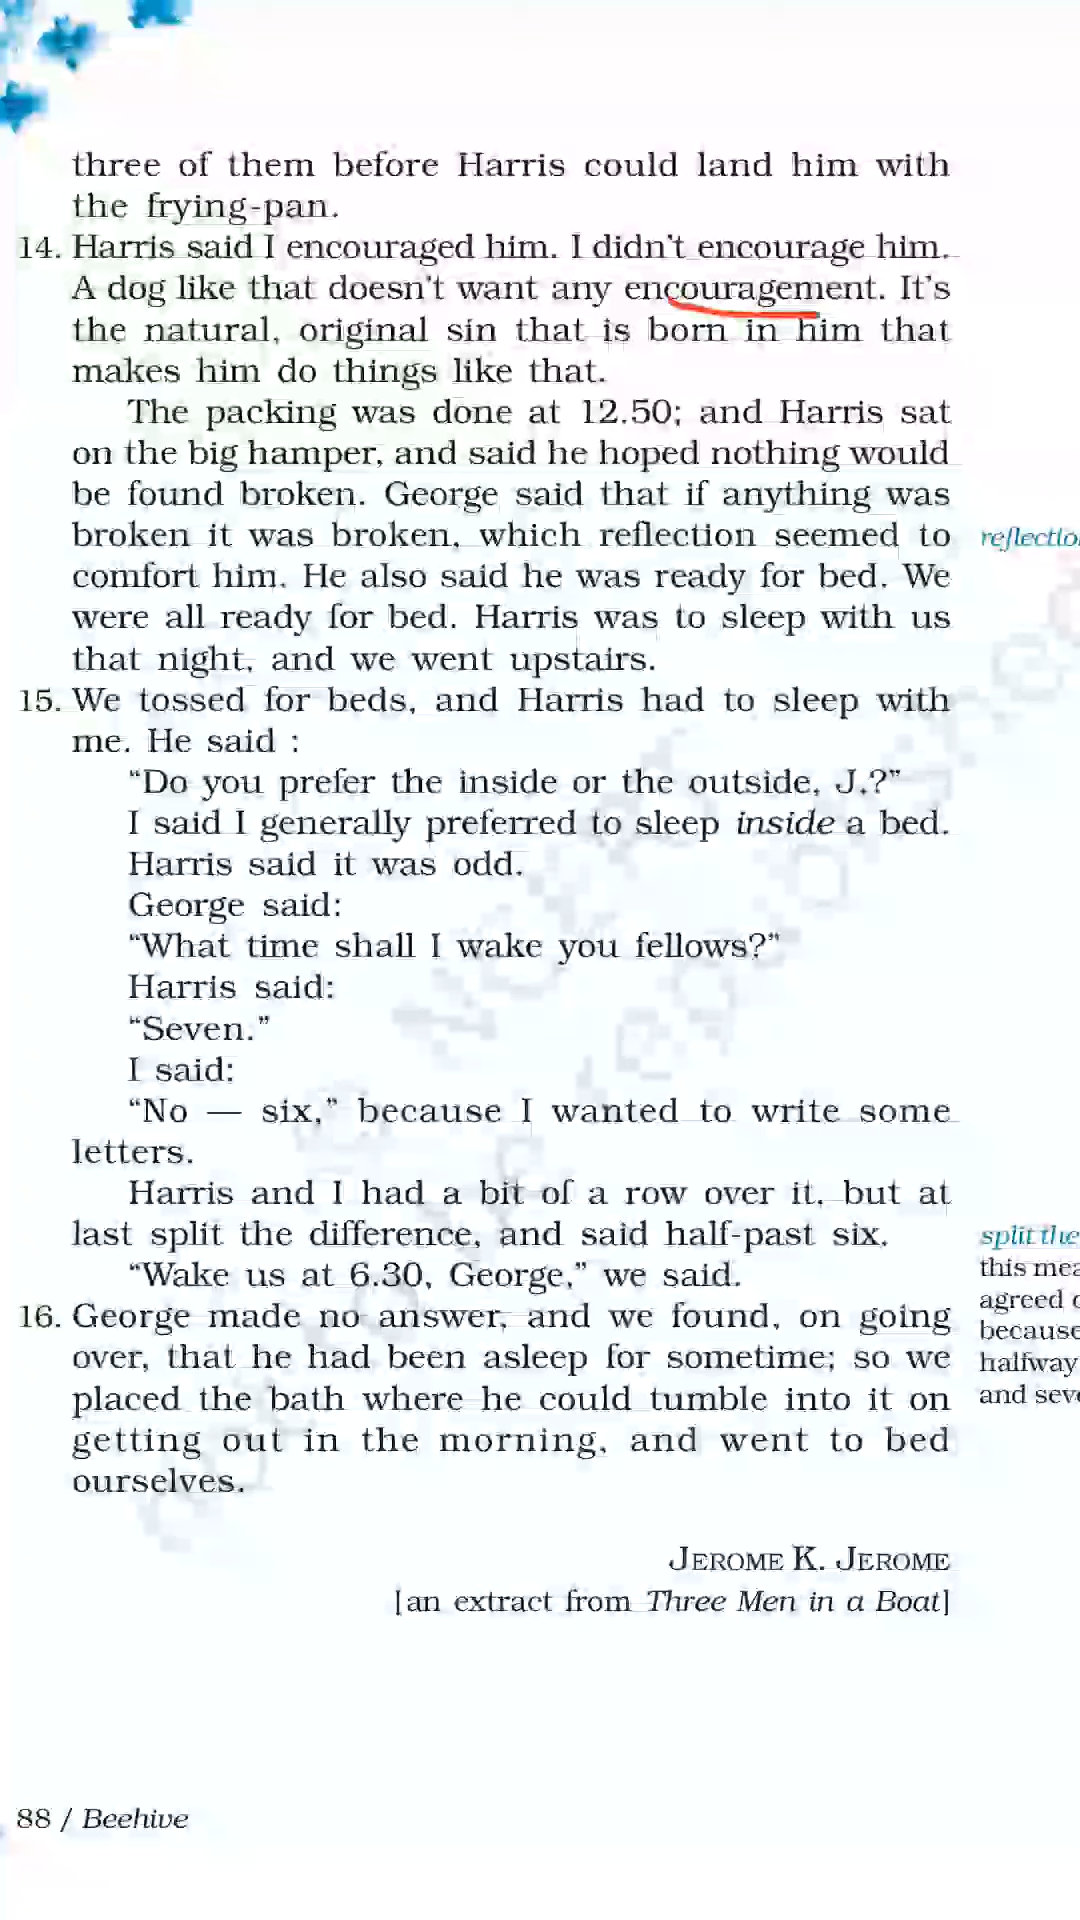 three of them before Harris could land him with
the frying-pan.
14. Harris said I encouraged him. I didn't encourage him.
A dog like that doesn't want any encouragement. It's
the natural, original sin that is born in him that
makes him do things like that.
The packing was done at 12.50; and Harris sat
on the big hamper, and said he hoped nothing would
be found broken. George said that if anything was
broken it was broken, which reflection seemed to
comfort him. He also said he was ready for bed. We
were all ready for bed. Harris was to sleep with us
that night, and we went upstairs.
15. We tossed for beds, and Harris had to sleep with
me. He said :
“Do you prefer the inside or the outside, J.?”
I said I generally preferred to sleep inside a bed.
Harris said it was odd.
George said:
“What time shall I wake you fellows?”
Harris said:
“Seven.”
I said:
“No — six,” because I wanted to write some
letters.
Harris and I had a bit of a row over it, but at
last split the difference, and said half-past six.
“Wake us at 6.30, George,” we said.
16. George made no answer, and we found, on going
over, that he had been asleep for sometime; so we
placed the bath where he could tumble into it on
getting out in the morning, and went to bed
ourselves.
JEROME K. JEROME
[an extract from Three Men in a Boat]
split the
this
agreed
because
halfway
and
88 / Beehive